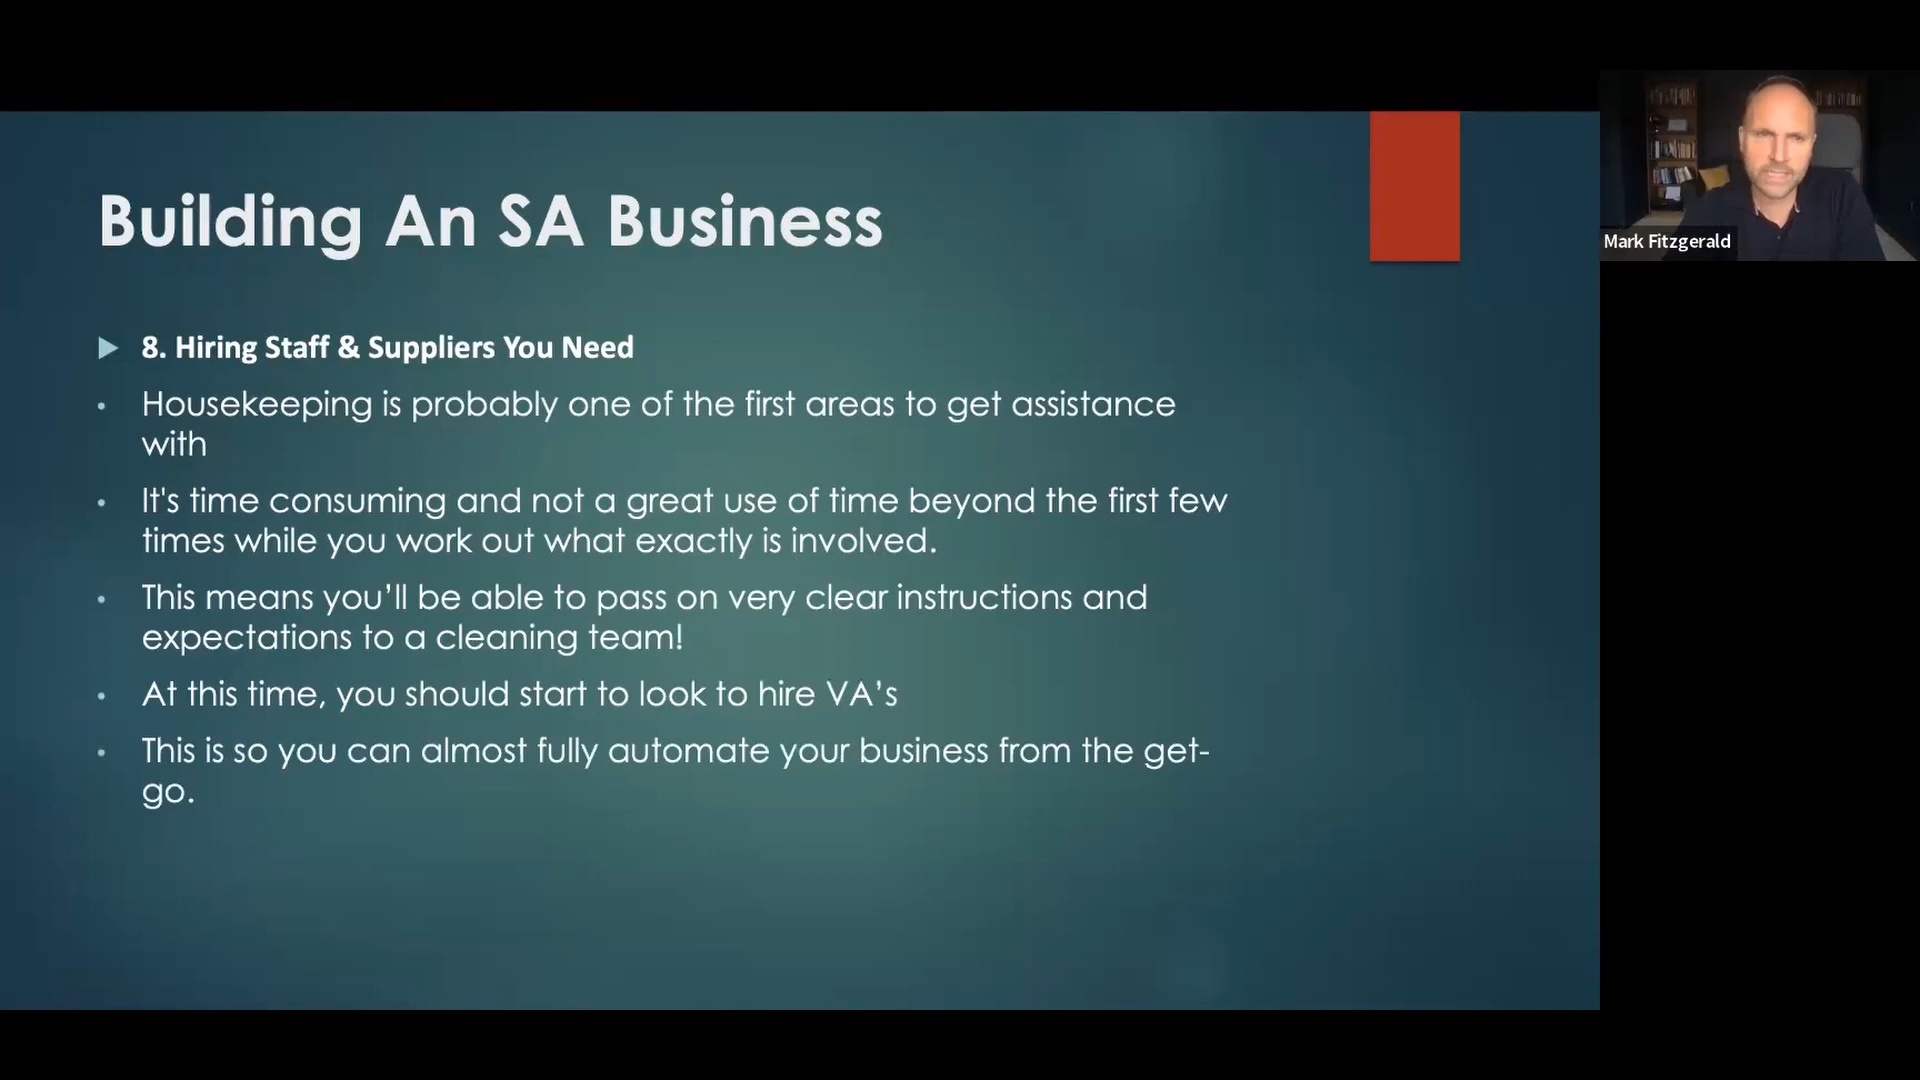 Building An SA Business
8. Hiring Staff & Suppliers You Need
Housekeeping is probably one of the first areas to get assistance
with
It's time consuming and not a great use of time beyond the first few
times while you work out what exactly is involved.
This means you’ll be able to pass on very clear instructions and
expectations to a cleaning team!
At this time, you should start to look to hire VA’s
This is so you can almost fully automate your business from the get-
go.
Mark Fitzgerald